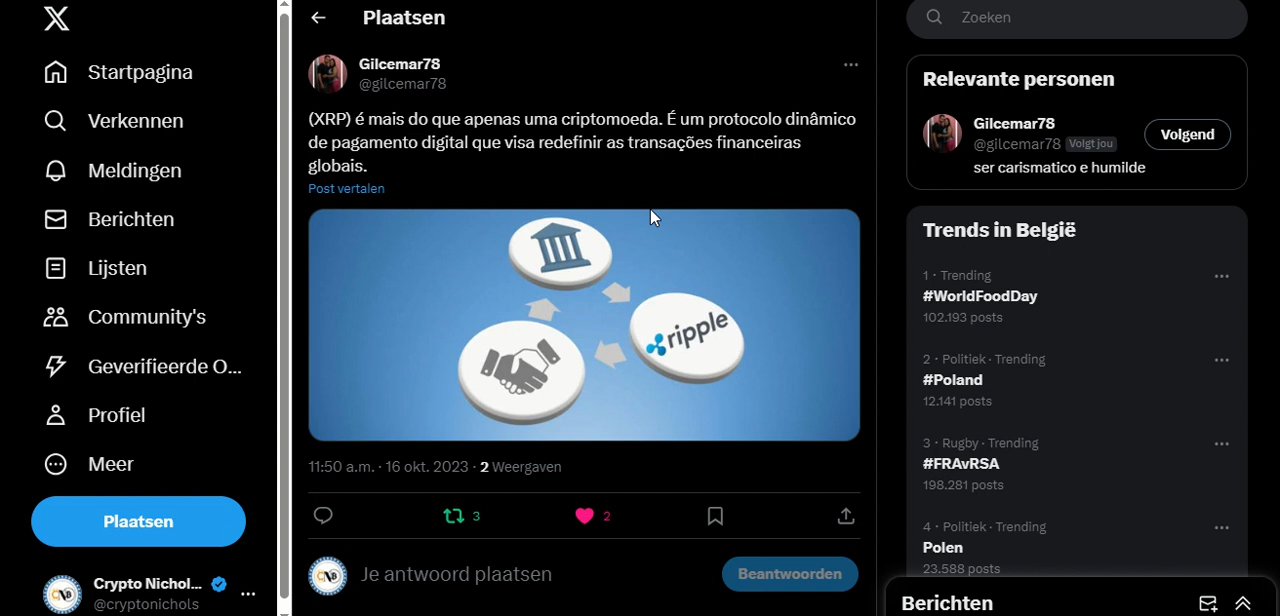 Startpagina
Verkennen
Meldingen
Berichten
Lijsten
Community's
Geverifieerde O...
Profiel
Meer
Plaatsen
Crypto Nichol...
@cryptonichols
Plaatsen
Gilcemar78
@gilcemar78
(XRP) é mais do que apenas uma criptomoeda. É um protocolo dinâmico
de pagamento digital que visa redefinir as transações financeiras
globais.
Post vertalen
ripple
11:50 a.m. · 16 okt. 2023 · 2 Weergaven
3 2
Je antwoord plaatsen
Beantwoorden
Zoeken
Relevante personen
Gilcemar78
@gilcemar78 Volgt jou
Volgend
ser carismatico e humilde
Trends in België
1 · Trending
#WorldFoodDay
102.193 posts
2 · Politiek · Trending
#Poland
12.141 posts
3 · Rugby · Trending
#FRAvRSA
198.281 posts
4 · Politiek · Trending
Polen
23.588 posts
Berichten